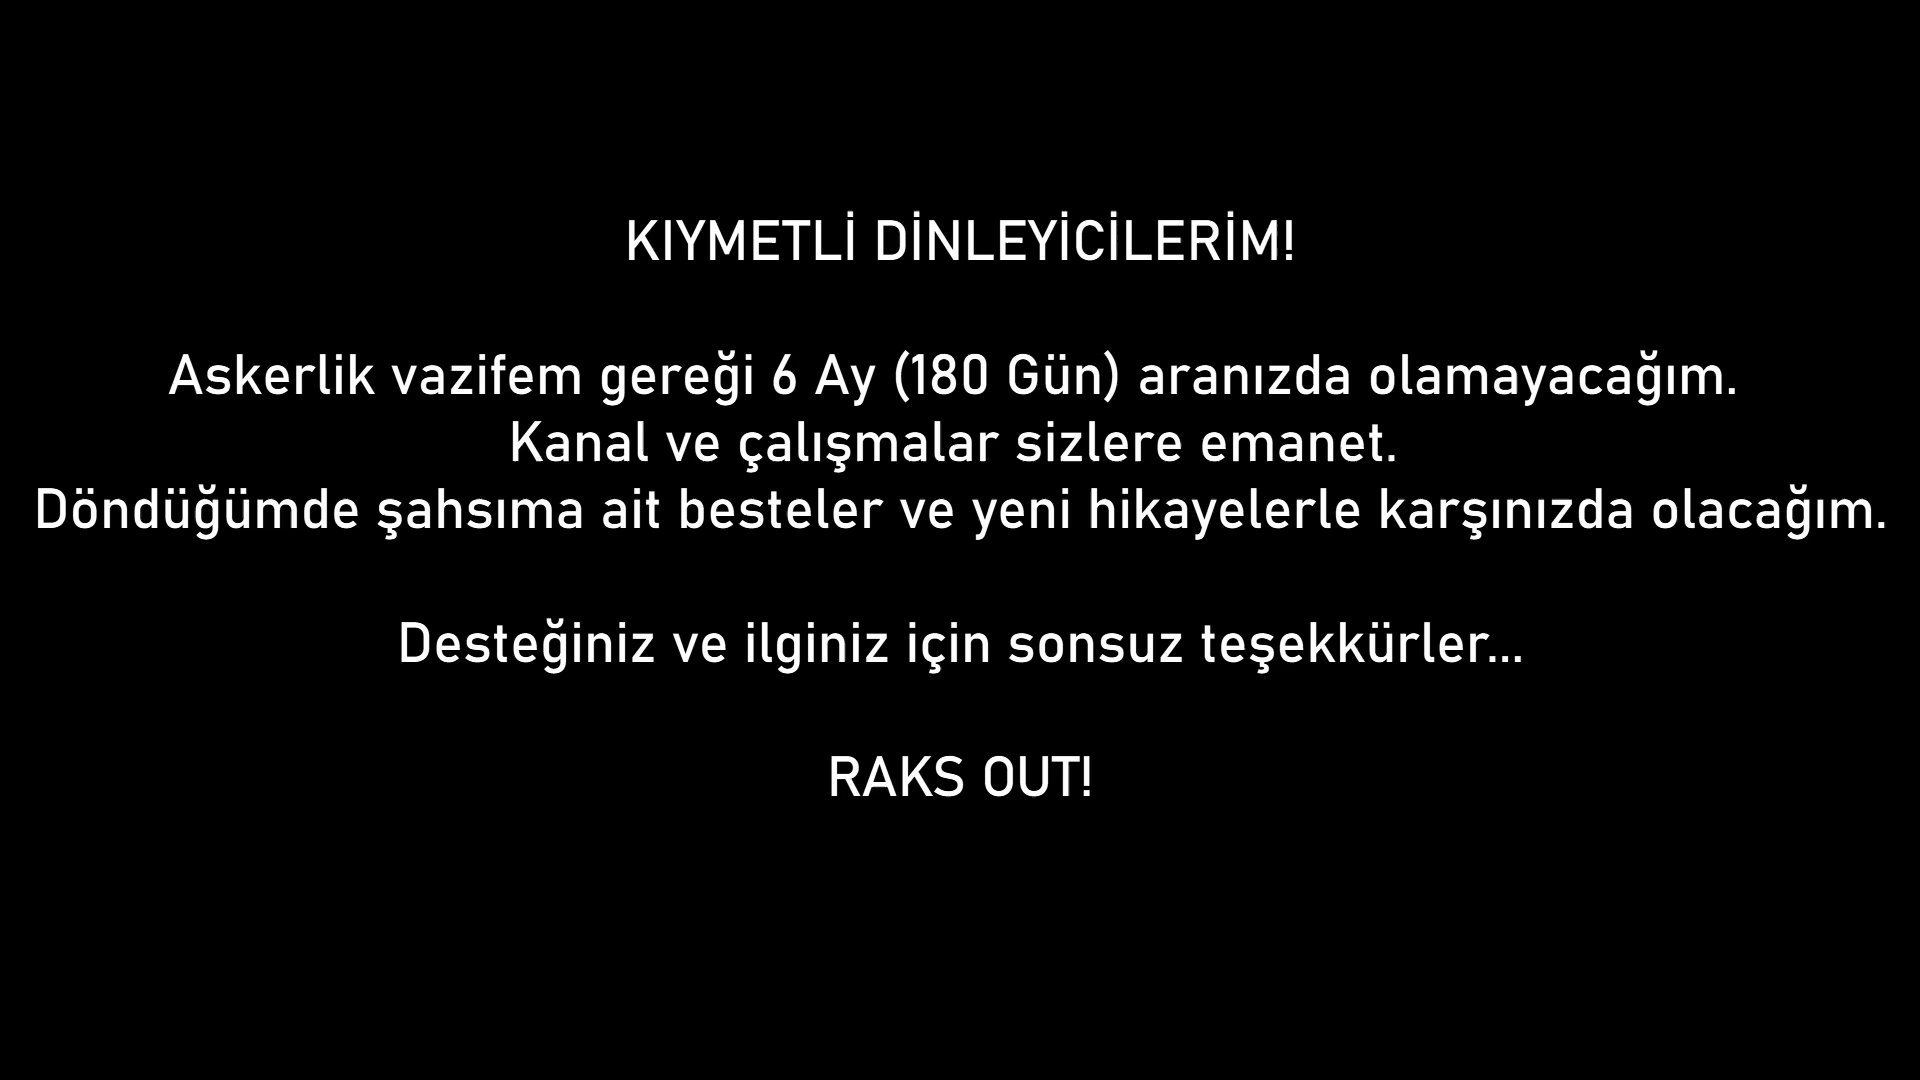 KIYMETLİ DİNLEYİCİLERİM!
Askerlik vazifem gereği 6 Ay (180 Gün) aranızda olamayacağım.
Kanal ve çalışmalar sizlere emanet.
Döndüğümde şahsıma ait besteler ve yeni hikayelerle karşınızda olacağım.
Desteğiniz ve ilginiz için sonsuz teşekkürler...
RAKS OUT!